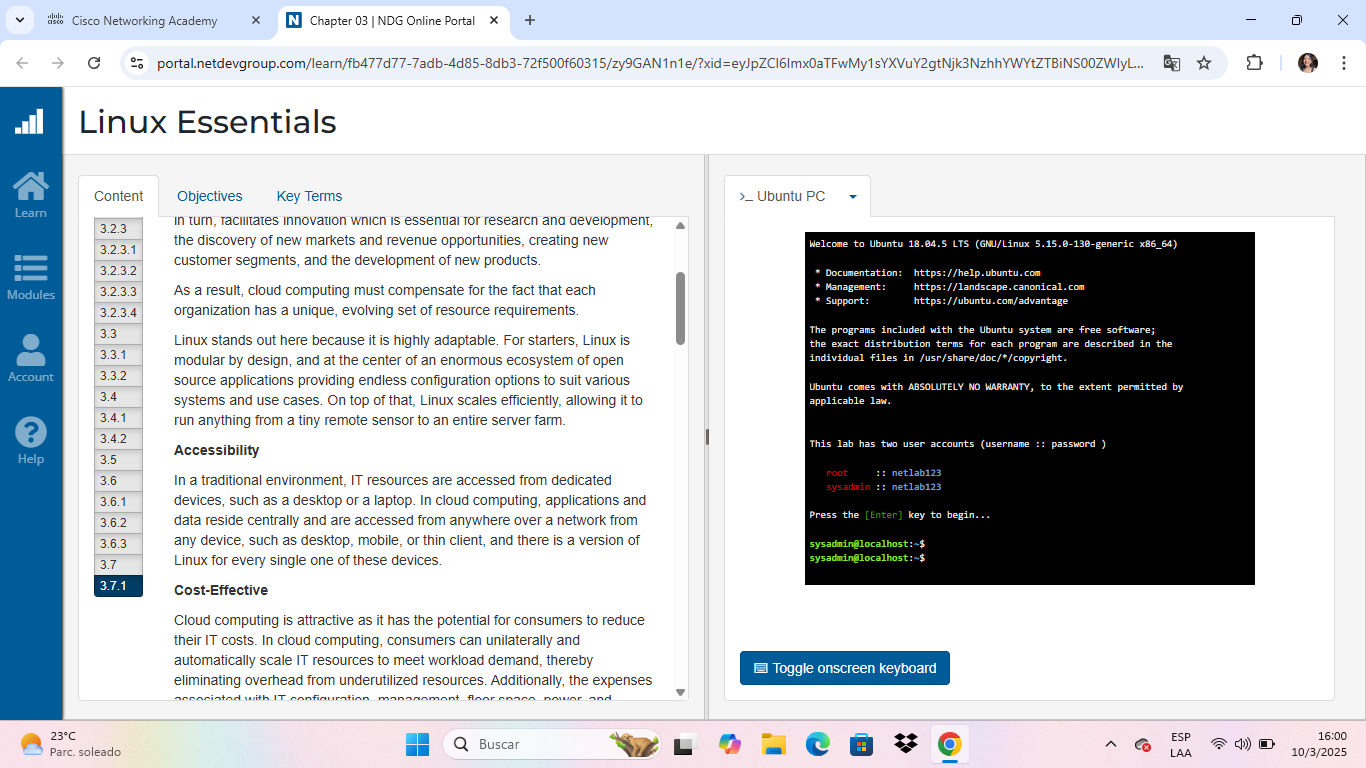 Cisco Networking Academy
Chapter 03 | NDG Online Portal
portal.netdevgroup.com/learn/fb477d77-7adb-4d85-8db3-72f500f60315/zy9GAN1n1e/?xid=eyJpZCI6Imx0aTFwMy1sYXVuY2gtNjk3NzhhYWYtZTBiNS00ZWIyL...
Linux Essentials
Learn
Modules
Account
Help
Content
Objectives
Key Terms
3.2.3
3.2.3.1
3.2.3.2
3.2.3.3
3.2.3.4
3.3
3.3.1
3.3.2
3.4
3.4.1
3.4.2
3.5
3.6
3.6.1
3.6.2
3.6.3
3.7
3.7.1
In turn, facilitates innovation which is essential for research and development,
the discovery of new markets and revenue opportunities, creating new
customer segments, and the development of new products.
As a result, cloud computing must compensate for the fact that each
organization has a unique, evolving set of resource requirements.
Linux stands out here because it is highly adaptable. For starters, Linux is
modular by design, and at the center of an enormous ecosystem of open
source applications providing endless configuration options to suit various
systems and use cases. On top of that, Linux scales efficiently, allowing it to
run anything from a tiny remote sensor to an entire server farm.
Accessibility
In a traditional environment, IT resources are accessed from dedicated
devices, such as a desktop or a laptop. In cloud computing, applications and
data reside centrally and are accessed from anywhere over a network from
any device, such as desktop, mobile, or thin client, and there is a version of
Linux for every single one of these devices.
Cost-Effective
Cloud computing is attractive as it has the potential for consumers to reduce
their IT costs. In cloud computing, consumers can unilaterally and
automatically scale IT resources to meet workload demand, thereby
eliminating overhead from underutilized resources. Additionally, the expenses
associated with IT configuration, management, floor space, power, and
>_ Ubuntu PC
Welcome to Ubuntu 18.04.5 LTS (GNU/Linux 5.15.0-130-generic x86_64)
* Documentation: https://help.ubuntu.com
* Management: https://landscape.canonical.com
* Support: https://ubuntu.com/advantage
The programs included with the Ubuntu system are free software;
the exact distribution terms for each program are described in the
individual files in /usr/share/doc/*/copyright.
Ubuntu comes with ABSOLUTELY NO WARRANTY, to the extent permitted by
applicable law.
This lab has two user accounts (username :: password )
root :: netlab123
sysadmin :: netlab123
Press the [Enter] key to begin...
sysadmin@localhost:~$
sysadmin@localhost:~$
Toggle onscreen keyboard
23°C
Parc. soleado
Buscar
ESP
LAA
16:00
10/3/2025